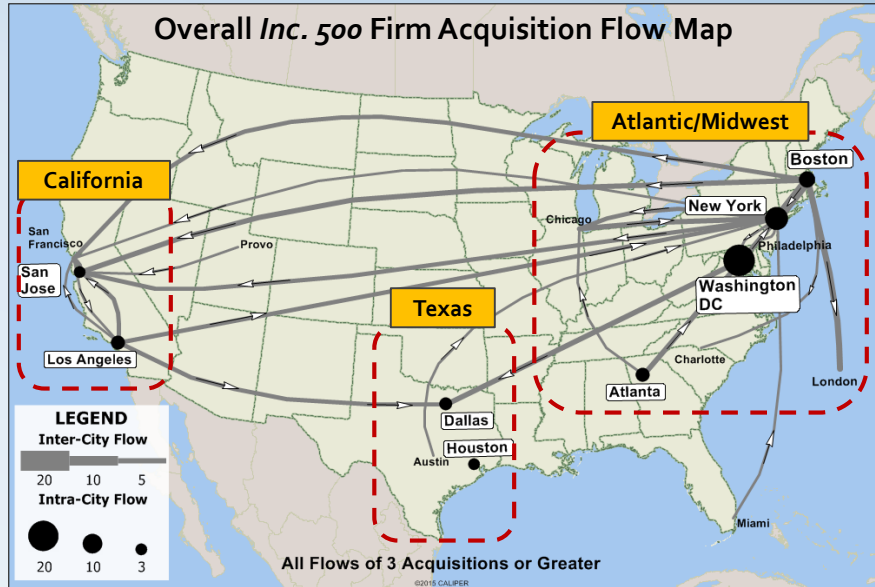 Overall Inc. 500 Firm Acquisition Flow Map
Atlantic/Midwest
California
Texas
Boston
New York
Chicago
Philadelphia
Washington
DC
San
Francisco
Provo
San
Jose
Los Angeles
Charlotte
Atlanta
London
Dallas
Houston
Austin
Miami
LEGEND
Inter-City Flow
20 10 5
Intra-City Flow
20 10 3
All Flows of 3 Acquisitions or Greater
©2015 CALIPER